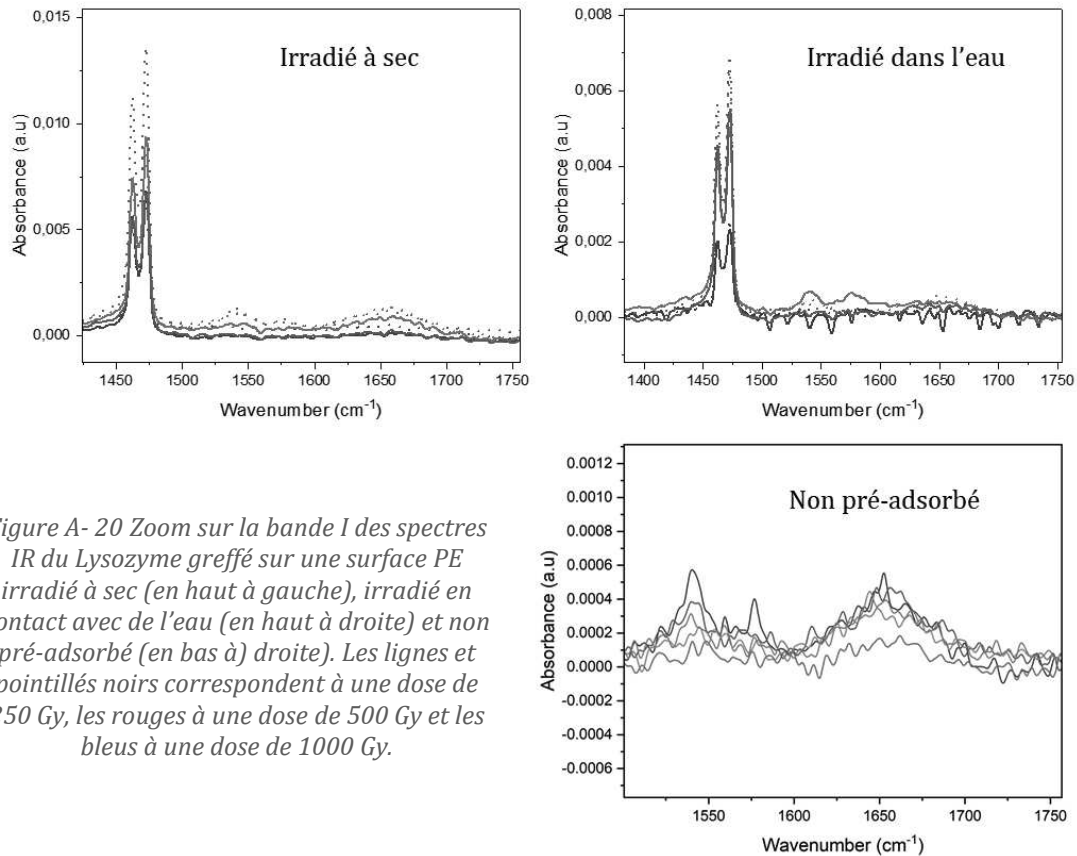 Irradié à sec
0,015
0,010
0,005
0,000
Absorbance (a.u)
1450 1500 1550 1600 1650 1700 1750
Wavenumber (cm⁻¹)
Irradié dans l'eau
0,008
0,006
0,004
0,002
0,000
Absorbance (a.u)
1400 1450 1500 1550 1600 1650 1700 1750
Wavenumber (cm⁻¹)
igure A- 20 Zoom sur la bande I des spectres
IR du Lysozyme greffé sur une surface PE
irradié à sec (en haut à gauche), irradié en
ontact avec de l'eau (en haut à droite) et non
pré-adsorbé (en bas à) droite). Les lignes et
pointillés noirs correspondent à une dose de
250 Gy, les rouges à une dose de 500 Gy et les
bleus à une dose de 1000 Gy.
Non pré-adsorbé
0.0012
0.0010
0.0008
0.0006
0.0004
0.0002
0.0000
-0.0002
-0.0004
-0.0006
Absorbance (a.u)
1550 1600 1650 1700 1750
Wavenumber (cm⁻¹)